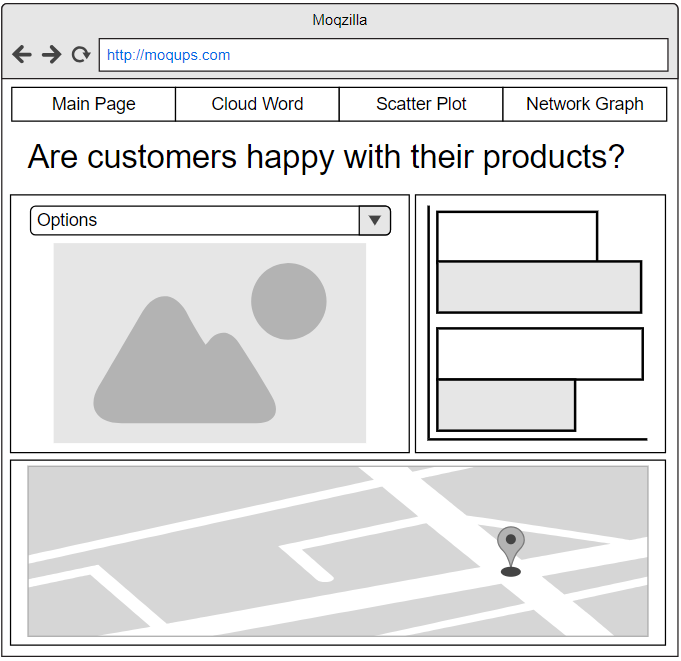 Moqzilla
http://moqups.com
Main Page
Cloud Word
Scatter Plot
Network Graph
Are customers happy with their products?
Options